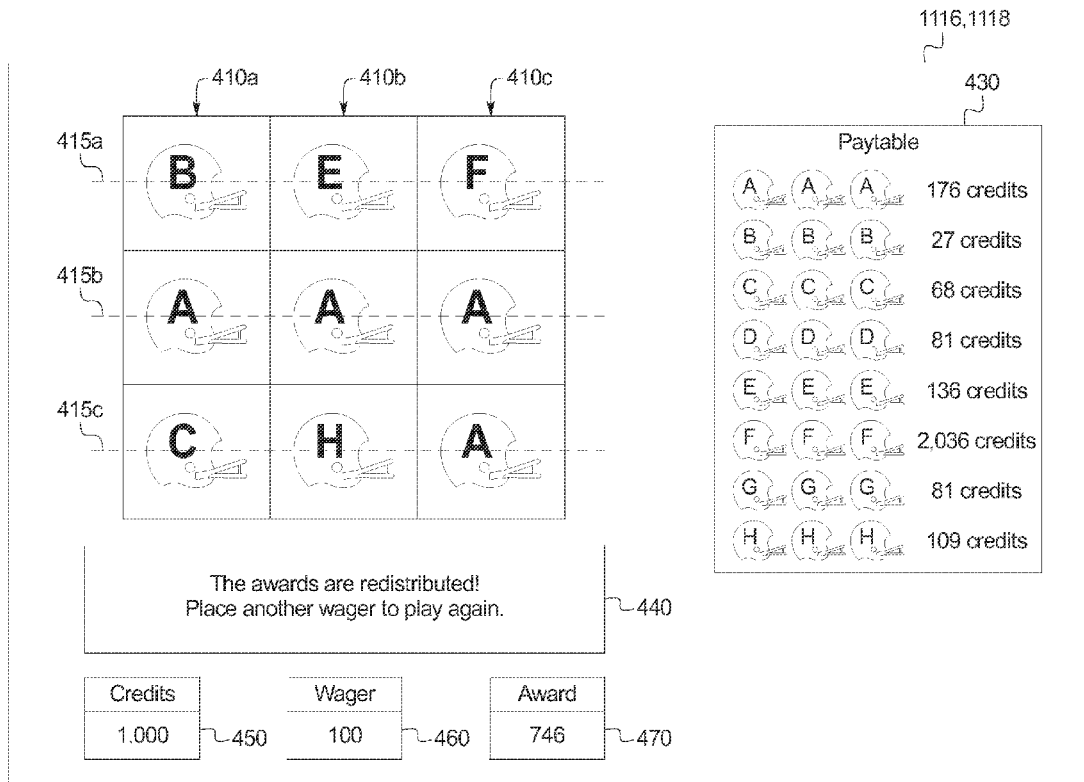 1116,1118
410a 410b 410c
430
415a
B E F
415b
A A A
415c
C H A
Paytable
A A A 176 credits
B B B 27 credits
C C C 68 credits
D D D 81 credits
E E E 136 credits
F F F 2,036 credits
G G G 81 credits
H H H 109 credits
The awards are redistributed!
Place another wager to play again.
440
Credits Wager Award
1,000 450 100 460 746 470